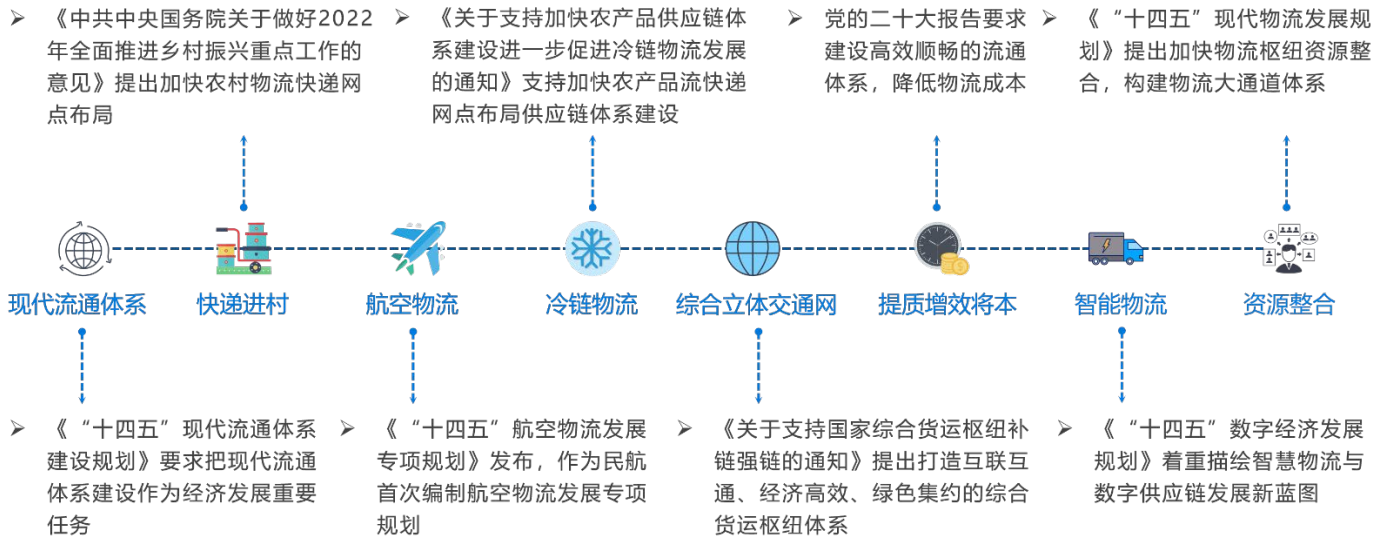 《中共中央国务院关于做好2022
年全面推进乡村振兴重点工作的
意见》提出加快农村物流快递网
点布局
《关于支持加快农产品供应链体
系建设进一步促进冷链物流发展
的通知》支持加快农产品流快递
网点布局供应链体系建设
党的二十大报告要求
建设高效顺畅的流通
体系，降低物流成本
《“十四五”现代物流发展规
划》提出加快物流枢纽资源整
合，构建物流大通道体系
现代流通体系
快递进村
航空物流
冷链物流
综合立体交通网
提质增效将本
智能物流
资源整合
《“十四五”现代流通体系
建设规划》要求把现代流通
体系建设作为经济发展重要
任务
《“十四五”航空物流发展
专项规划》发布，作为民航
首次编制航空物流发展专项
规划
《关于支持国家综合货运枢纽补
链强链的通知》提出打造互联互
通、经济高效、绿色集约的综合
货运枢纽体系
《“十四五”数字经济发展
规划》着重描绘智慧物流与
数字供应链发展新蓝图